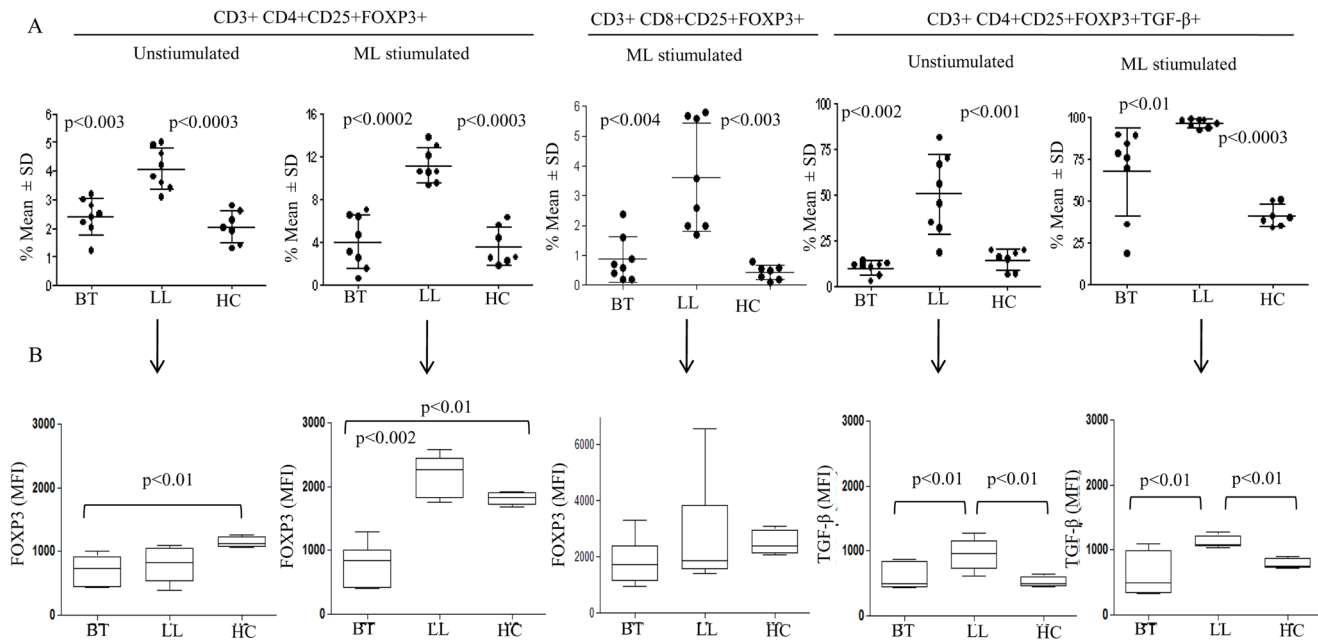 A
CD3+ CD4+CD25+FOXP3+
CD3+ CD8+CD25+FOXP3+
CD3+ CD4+CD25+FOXP3+TGF-β+
Unstiumulated
ML stiumulated
ML stiumulated
Unstiumulated
ML stiumulated
% Mean ± SD
6
5
4
3
2
1
0
p<0.003
p<0.0003
BT
LL
HC
% Mean ± SD
16
12
8
4
0
p<0.0002
p<0.0003
BT
LL
HC
% Mean ± SD
6
5
4
3
2
1
0
p<0.004
p<0.003
BT
LL
HC
% Mean ± SD
100
75
50
25
0
p<0.002
p<0.001
BT
LL
HC
% Mean ± SD
100
75
50
25
0
p<0.01
p<0.0003
BT
LL
HC
B
FOXP3 (MFI)
3000
2000
1000
0
p<0.01
BT
LL
HC
FOXP3 (MFI)
3000
2000
1000
0
p<0.01
p<0.002
BT
LL
HC
FOXP3 (MFI)
6000
4000
2000
0
BT
LL
HC
TGF-β (MFI)
3000
2000
1000
0
p<0.01
p<0.01
BT
LL
HC
TGF-β (MFI)
3000
2000
1000
0
p<0.01
p<0.01
BT
LL
HC